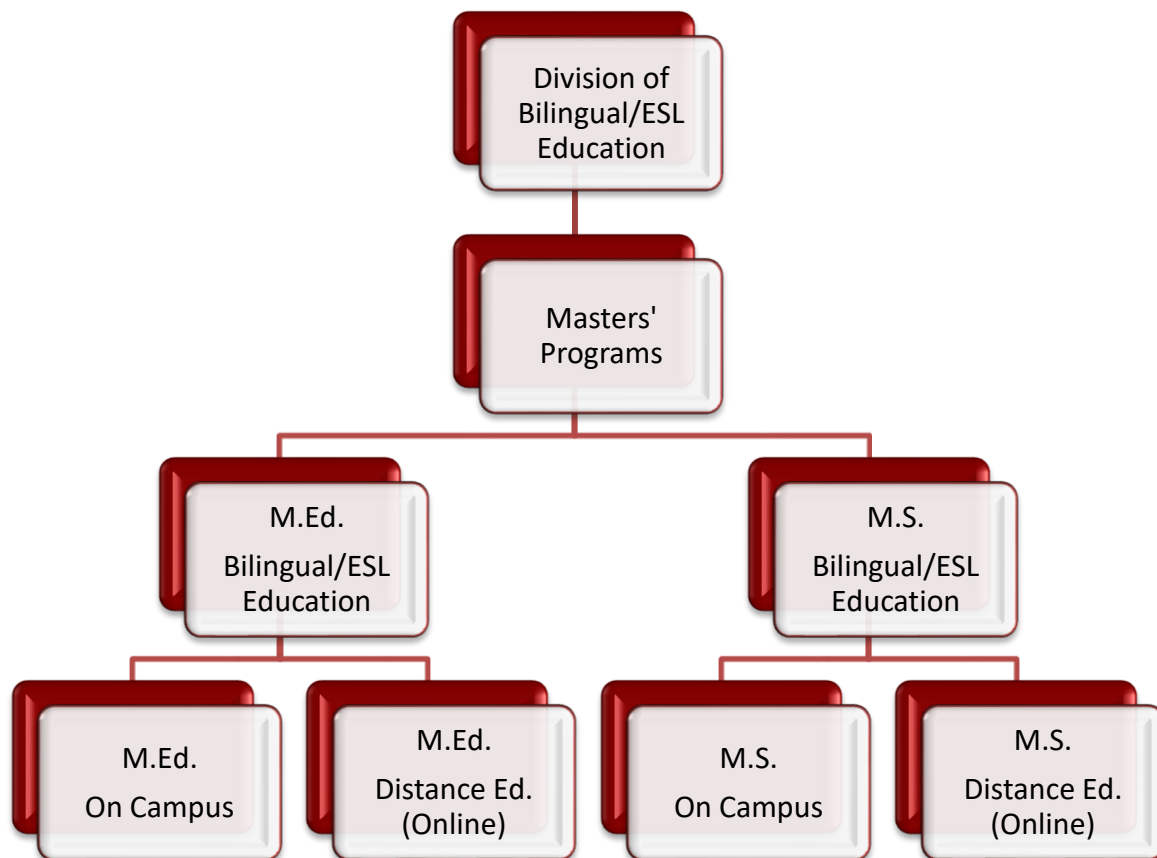 Division of
Bilingual/ESL
Education
Masters'
Programs
M.Ed.
Bilingual/ESL
Education
M.S.
Bilingual/ESL
Education
M.Ed.
On Campus
M.Ed.
Distance Ed.
(Online)
M.S.
On Campus
M.S.
Distance Ed.
(Online)